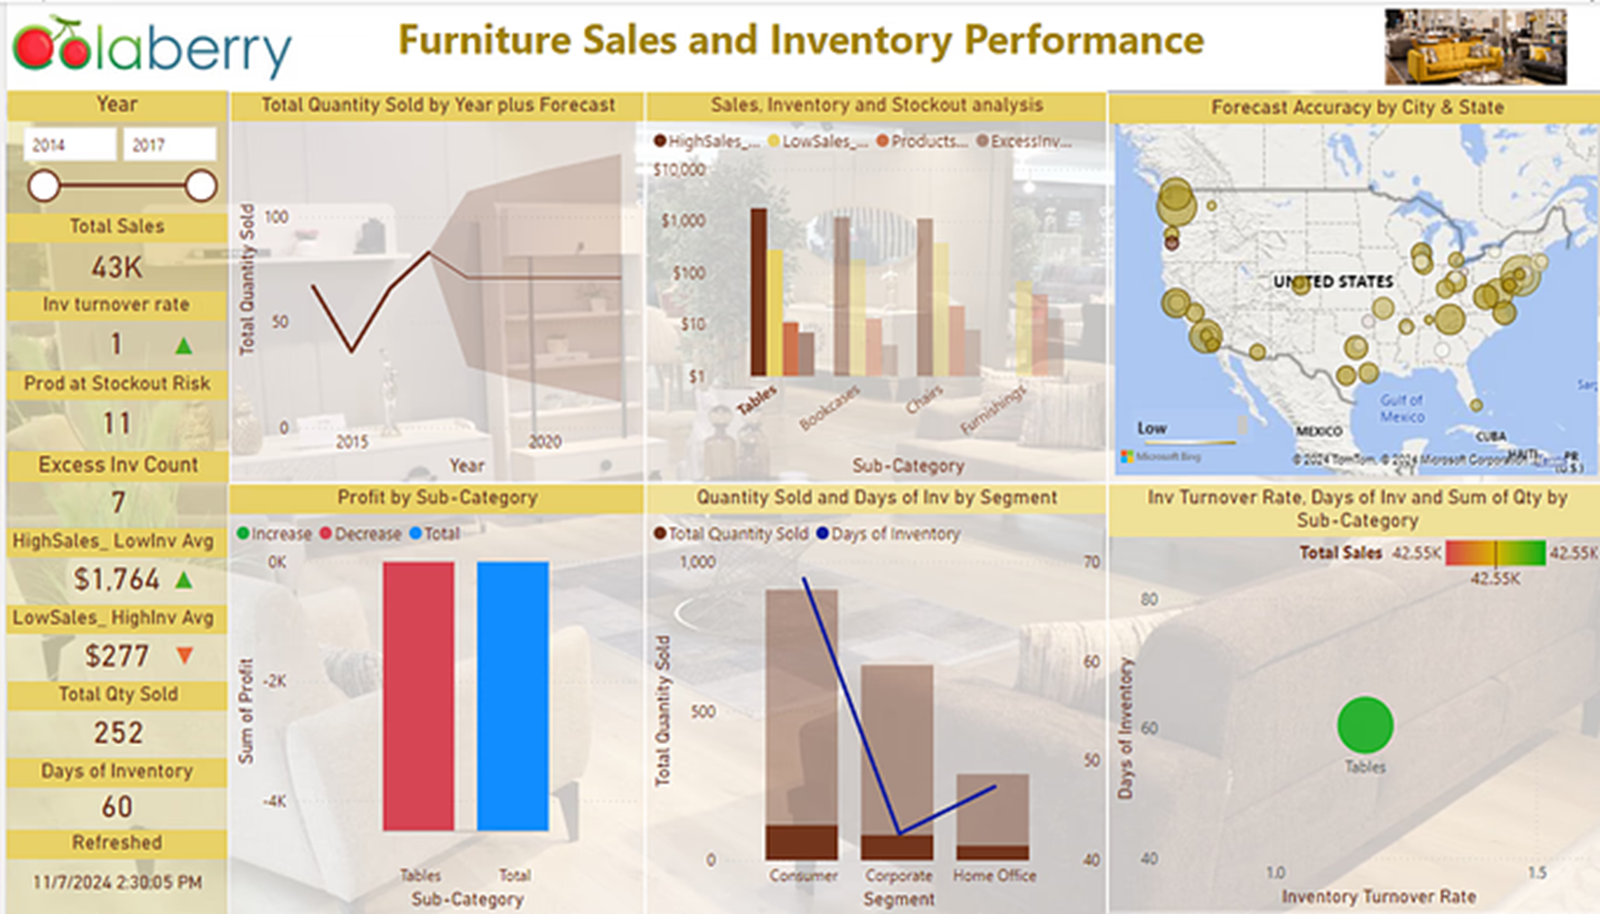 Colaberry
Furniture Sales and Inventory Performance
Year
2014
2017
Total Sales
43K
Inv turnover rate
1
Prod at Stockout Risk
11
Excess Inv Count
7
HighSales_ LowInv Avg
$1,764
LowSales_ HighInv Avg
$277
Total Qty Sold
252
Days of Inventory
60
Refreshed
11/7/2024 2:30:05 PM
Total Quantity Sold by Year plus Forecast
Total Quantity Sold
100
50
0
2015
2020
Year
Sales, Inventory and Stockout analysis
HighSales_... LowSales_... Products... ExcessInv...
$10,000
$1,000
$100
$10
$1
Tables
Bookcases
Chairs
Furnishings
Sub-Category
Forecast Accuracy by City & State
UNITED STATES
Gulf of
Mexico
MEXICO
CUBA
HAITI
PR
(U.S.)
Low
Microsoft Bing
© 2024 TomTom, © 2024 Microsoft Corporation
Profit by Sub-Category
Increase Decrease Total
Sum of Profit
0K
-2K
-4K
Tables
Total
Sub-Category
Quantity Sold and Days of Inv by Segment
Total Quantity Sold Days of Inventory
Total Quantity Sold
1,000
500
0
70
60
50
40
Consumer
Corporate
Home Office
Segment
Days of Inventory
Inv Turnover Rate, Days of Inv and Sum of Qty by
Sub-Category
Total Sales 42.55K 42.55K
42.55K
80
60
40
Tables
1.0
1.5
Inventory Turnover Rate